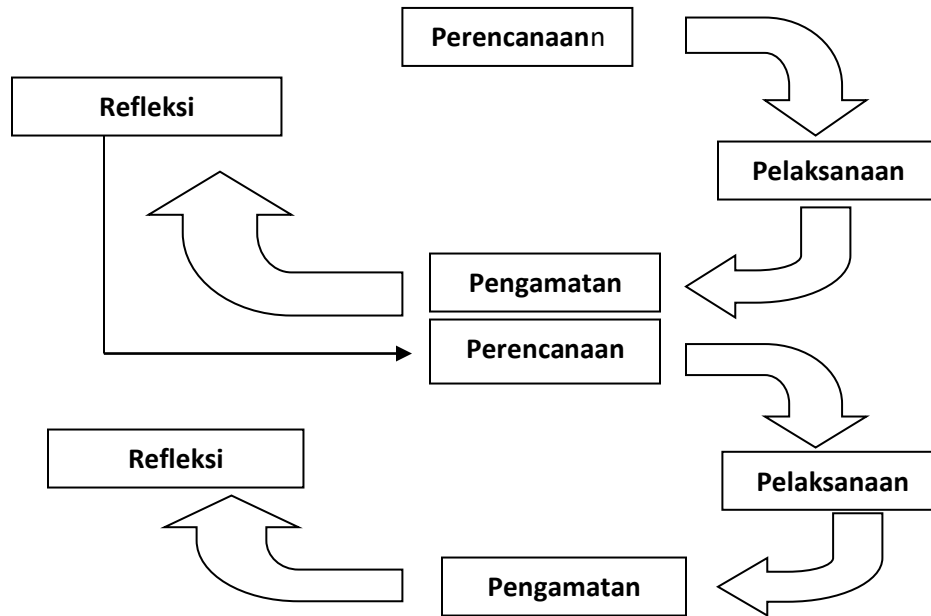 Perencanaann
Refleksi
Pelaksanaan
Pengamatan
Perencanaan
Refleksi
Pelaksanaan
Pengamatan